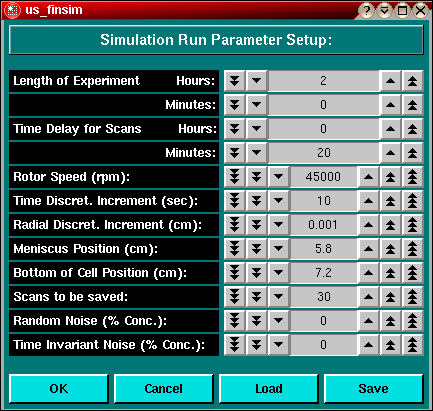 us_finsim
Simulation Run Parameter Setup:
Length of Experiment Hours: 2
Minutes: 0
Time Delay for Scans Hours: 0
Minutes: 20
Rotor Speed (rpm): 45000
Time Discret. Increment (sec): 10
Radial Discret. Increment (cm): 0.001
Meniscus Position (cm): 5.8
Bottom of Cell Position (cm): 7.2
Scans to be saved: 30
Random Noise (% Conc.): 0
Time Invariant Noise (% Conc.): 0
OK Cancel Load Save